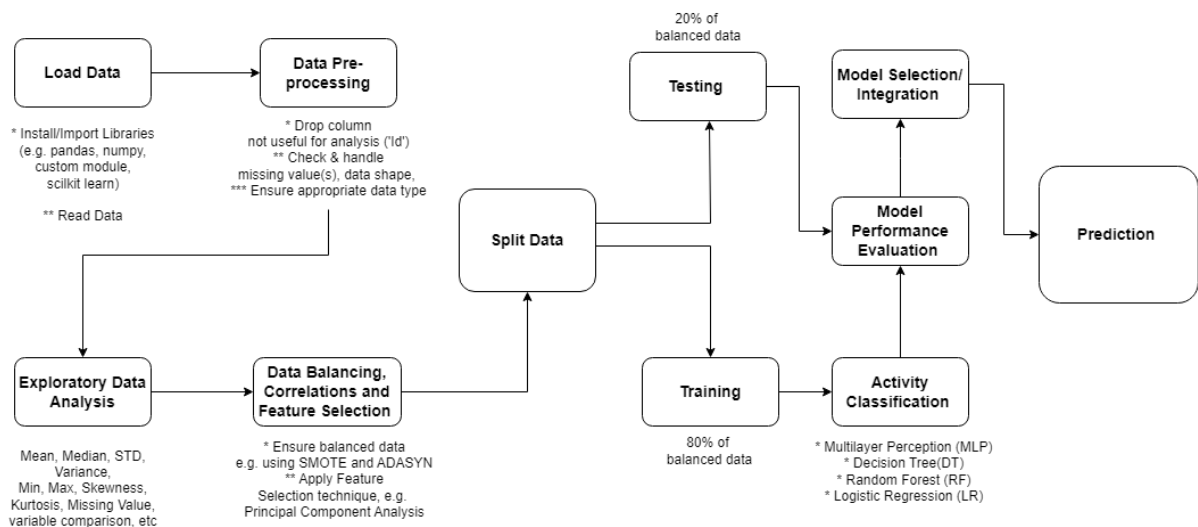 Load Data
* Install/Import Libraries
(e.g. pandas, numpy,
custom module,
scilkit learn)
** Read Data
Data Pre-
processing
* Drop column
not useful for analysis ('Id')
** Check & handle
missing value(s), data shape,
*** Ensure appropriate data type
Exploratory Data
Analysis
Mean, Median, STD,
Variance,
Min, Max, Skewness,
Kurtosis, Missing Value,
variable comparison, etc
Data Balancing,
Correlations and
Feature Selection
* Ensure balanced data
e.g. using SMOTE and ADASYN
** Apply Feature
Selection technique, e.g.
Principal Component Analysis
Split Data
20% of
balanced data
Testing
Training
80% of
balanced data
Activity
Classification
* Multilayer Perception (MLP)
* Decision Tree(DT)
* Random Forest (RF)
* Logistic Regression (LR)
Model
Performance
Evaluation
Model Selection/
Integration
Prediction